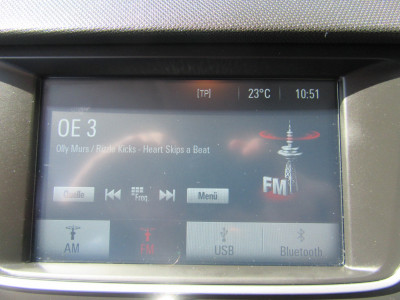 [TP] 23°C 10:51
OE 3
Olly Murs / Rizzle Kicks - Heart Skips a Beat
FM
Quelle Freq. Menü
AM FM USB Bluetooth